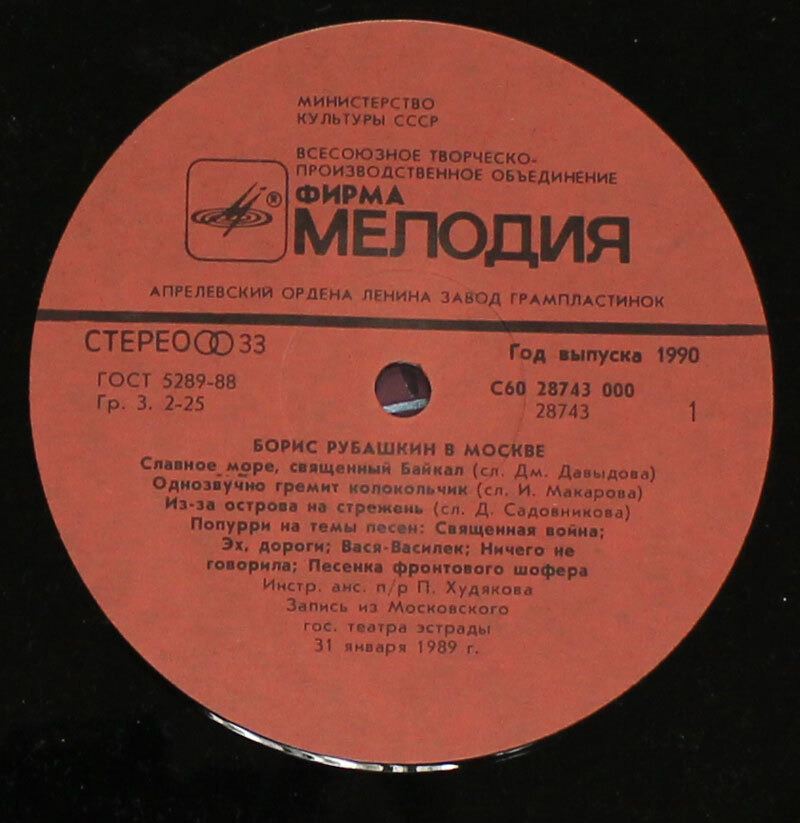 МИНИСТЕРСТВО
КУЛЬТУРЫ СССР
ВСЕСОЮЗНОЕ ТВОРЧЕСКО-
ПРОИЗВОДСТВЕННОЕ ОБЪЕДИНЕНИЕ
ФИРМА
®
МЕЛОДИЯ
АПРЕЛЕВСКИЙ ОРДЕНА ЛЕНИНА ЗАВОД ГРАМПЛАСТИНОК
СТЕРЕО 33
Год выпуска 1990
ГОСТ 5289-88
С60 28743 000
Гр. 3. 2-25
28743
1
БОРИС РУБАШКИН В МОСКВЕ
Славное море, священный Байкал (сл. Дм. Давыдова)
Однозвучно гремит колокольчик (сл. И. Макарова)
Из-за острова на стрежень (сл. Д. Садовникова)
Попурри на темы песен: Священная война;
Эх, дороги; Вася-Василек; Ничего не
говорила; Песенка фронтового шофера
Инстр. анс. п/р П. Худякова
Запись из Московского
гос. театра эстрады
31 января 1989 г.